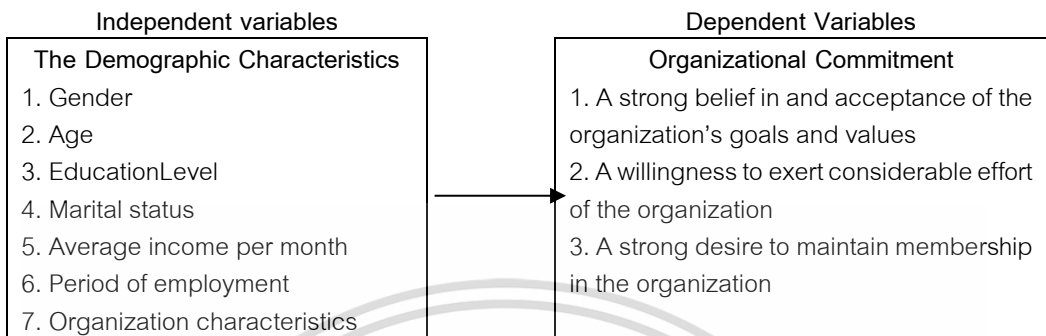 Independent variables
The Demographic Characteristics
1. Gender
2. Age
3. EducationLevel
4. Marital status
5. Average income per month
6. Period of employment
7. Organization characteristics
Dependent Variables
Organizational Commitment
1. A strong belief in and acceptance of the
organization’s goals and values
2. A willingness to exert considerable effort
of the organization
3. A strong desire to maintain membership
in the organization